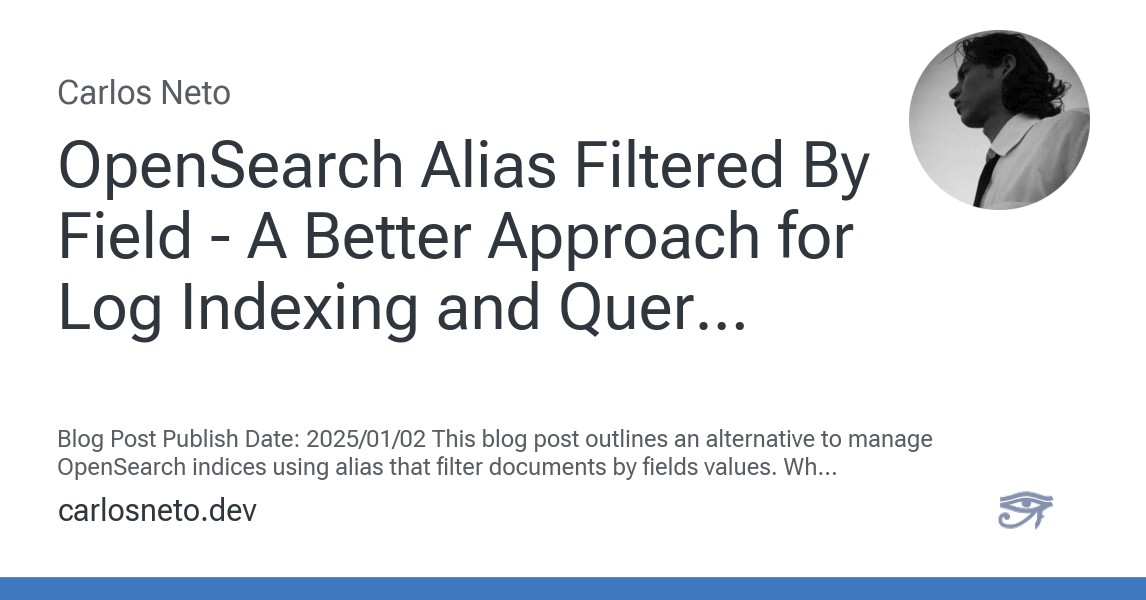 Carlos Neto
OpenSearch Alias Filtered By
Field - A Better Approach for
Log Indexing and Quer...
Blog Post Publish Date: 2025/01/02 This blog post outlines an alternative to manage
OpenSearch indices using alias that filter documents by fields values. Wh...
carlosneto.dev